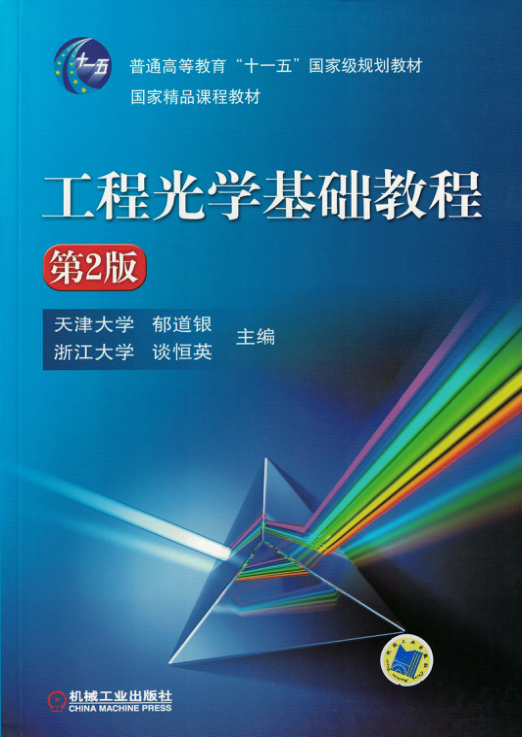 十一五
普通高等教育“十一五”国家级规划教材
国家精品课程教材
工程光学基础教程
第2版
天津大学 郁道银
浙江大学 谈恒英
主编
机械工业出版社
CHINA MACHINE PRESS